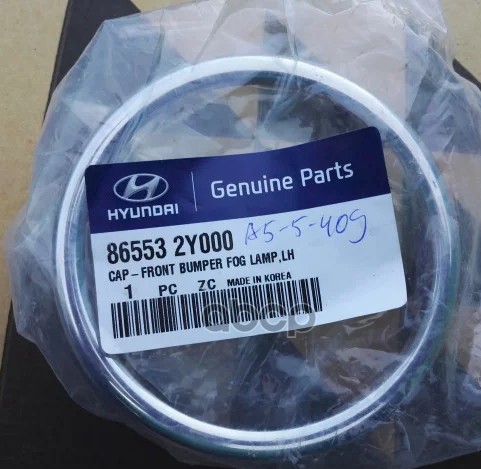 HYUNDAI
Genuine Parts
86553 2Y000 A5-5-409
CAP-FRONT BUMPER FOG LAMP,LH
1 PC ZC MADE IN KOREA
abcp